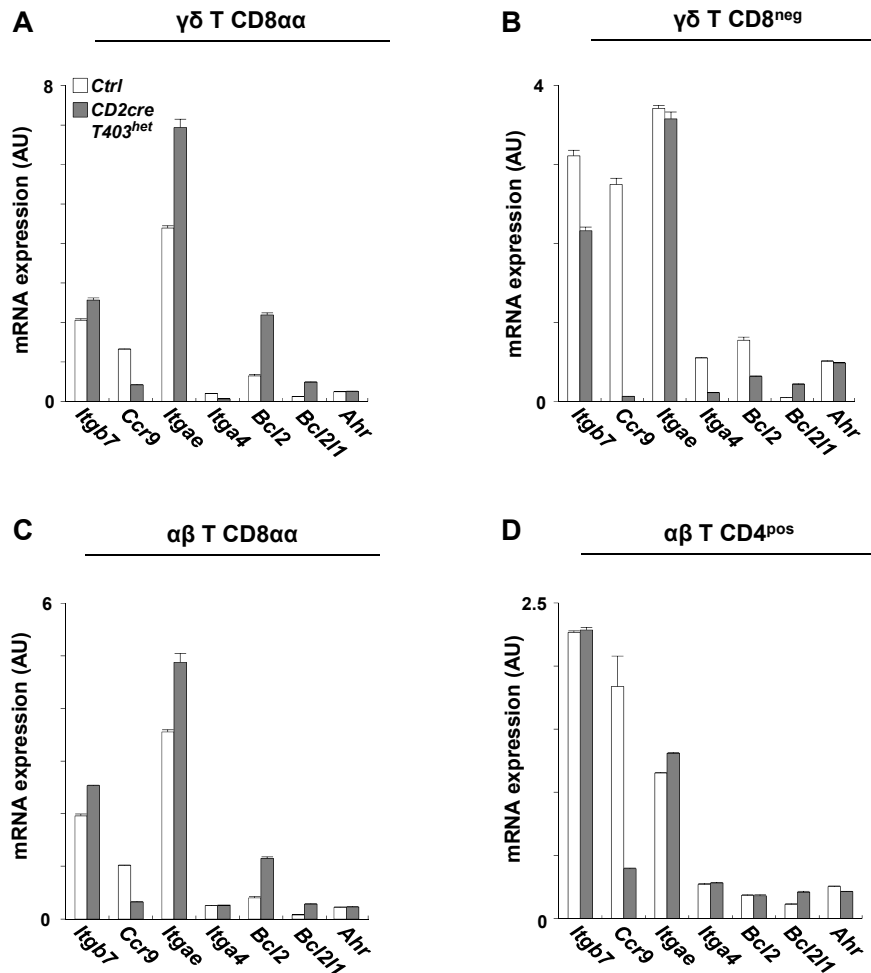 A
γδ T CD8αα
8
Ctrl
CD2cre
T403het
mRNA expression (AU)
0
Itgb7
Ccr9
Itgae
Itga4
Bcl2
Bcl2l1
Ahr
B
γδ T CD8neg
4
mRNA expression (AU)
0
Itgb7
Ccr9
Itgae
Itga4
Bcl2
Bcl2l1
Ahr
C
αβ T CD8αα
6
mRNA expression (AU)
0
Itgb7
Ccr9
Itgae
Itga4
Bcl2
Bcl2l1
Ahr
D
αβ T CD4pos
2.5
mRNA expression (AU)
0
Itgb7
Ccr9
Itgae
Itga4
Bcl2
Bcl2l1
Ahr